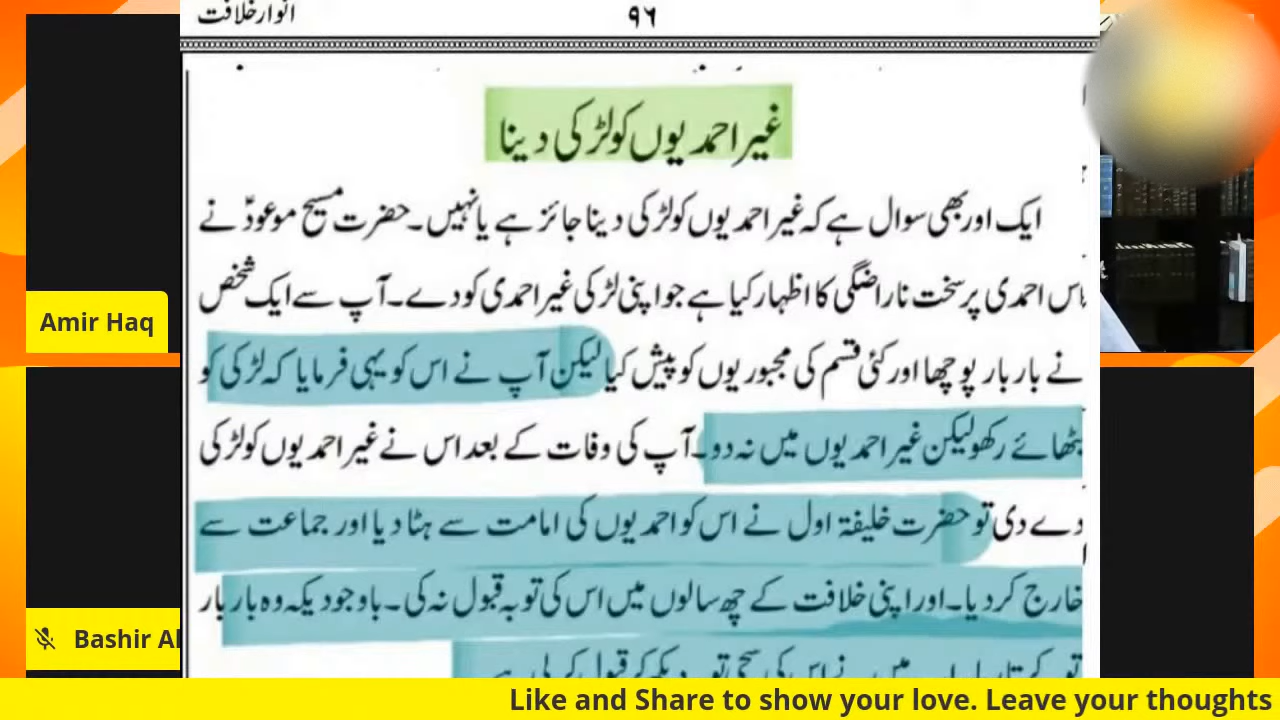 انوار خلافت
۹۶
غیر احمدیوں کو لڑکی دینا
ایک اور بھی سوال ہے کہ غیر احمدیوں کو لڑکی دینا جائز ہے یا نہیں۔ حضرت مسیح موعودؑ نے
اس احمدی پر سخت ناراضگی کا اظہار کیا ہے جو اپنی لڑکی غیر احمدی کو دے۔ آپ سے ایک شخص
نے بار بار پوچھا اور کئی قسم کی مجبوریوں کو پیش کیا لیکن آپ نے اس کو یہی فرمایا کہ لڑکی کو
بٹھائے رکھو لیکن غیر احمدیوں میں نہ دو۔ آپ کی وفات کے بعد اس نے غیر احمدیوں کو لڑکی
دے دی تو حضرت خلیفۃ اول نے اس کو احمدیوں کی امامت سے ہٹا دیا اور جماعت سے
خارج کر دیا۔ اور اپنی خلافت کے چھ سالوں میں اس کی توبہ قبول نہ کی۔ باوجودیکہ وہ بار بار
Amir Haq
Bashir
Like and Share to show your love. Leave your thoughts